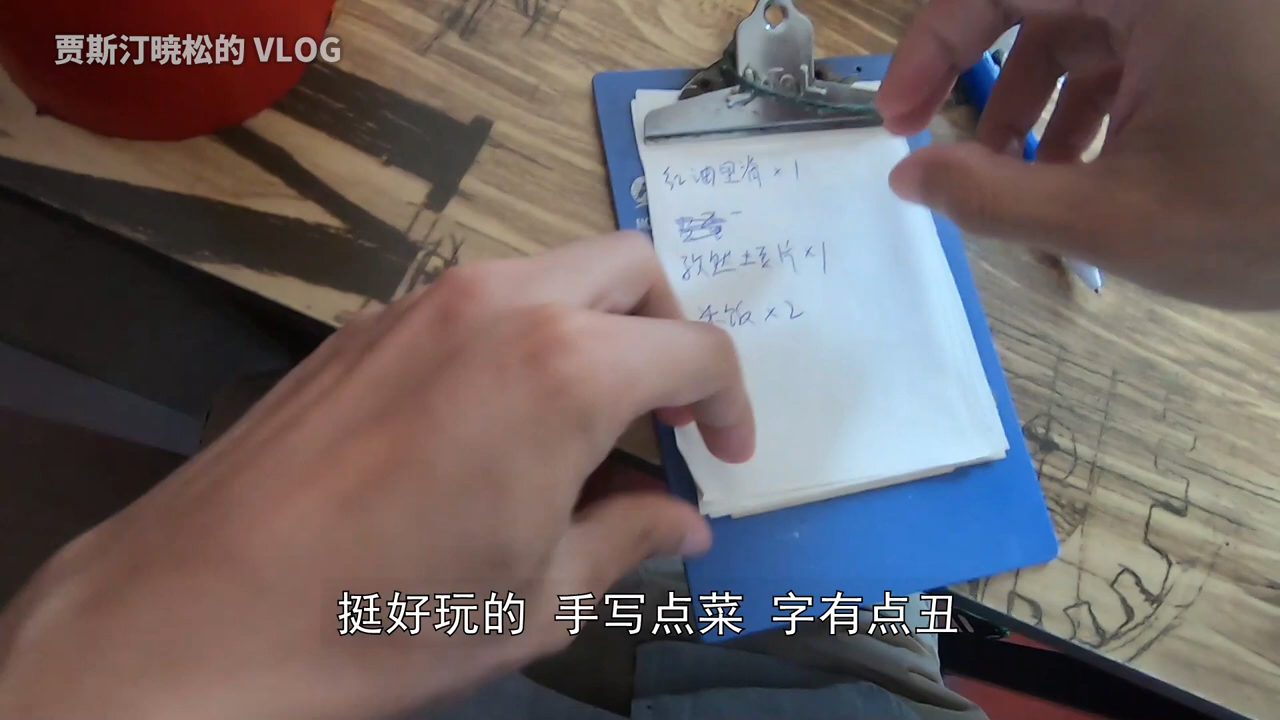 贾斯汀晓松的 VLOG
红油里脊 ×1
孜然土豆片 ×1
米饭 ×2
挺好玩的 手写点菜 字有点丑